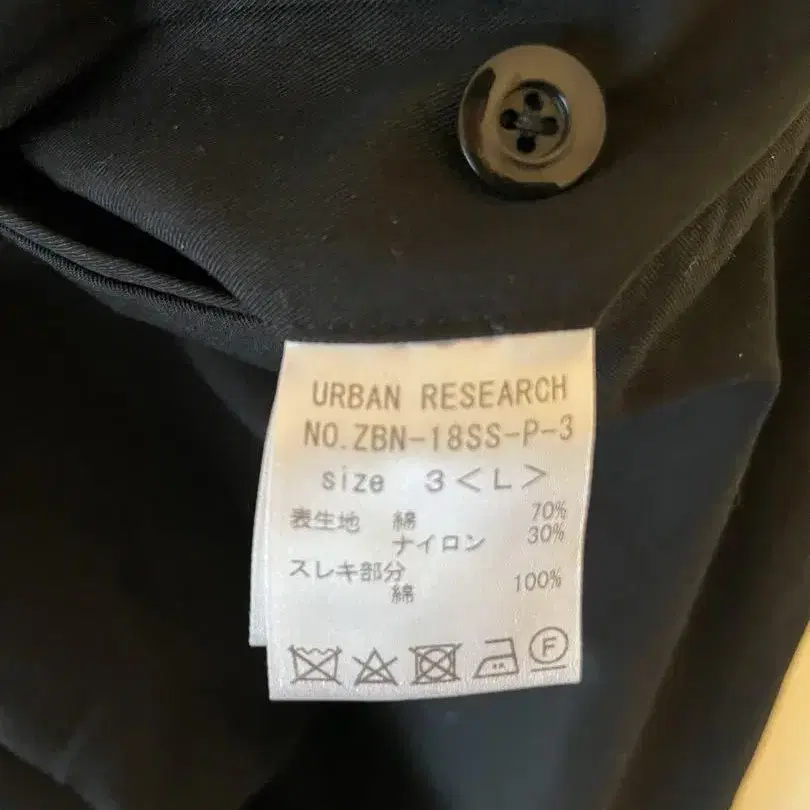 URBAN RESEARCH
NO.ZBN-18SS-P-3
size 3<L>
表生地 綿 70%
ナイロン 30%
スレキ部分
綿 100%
F